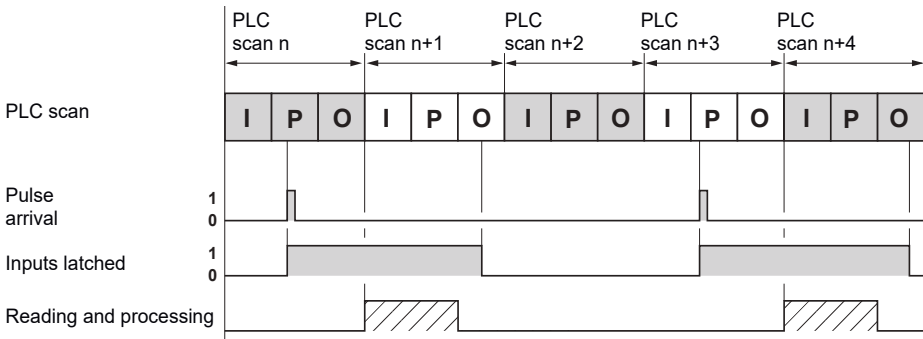 PLC PLC PLC PLC PLC
scan n scan n+1 scan n+2 scan n+3 scan n+4
PLC scan I P O I P O I P O I P O I P O
Pulse 1
arrival 0
Inputs latched 1
0
Reading and processing